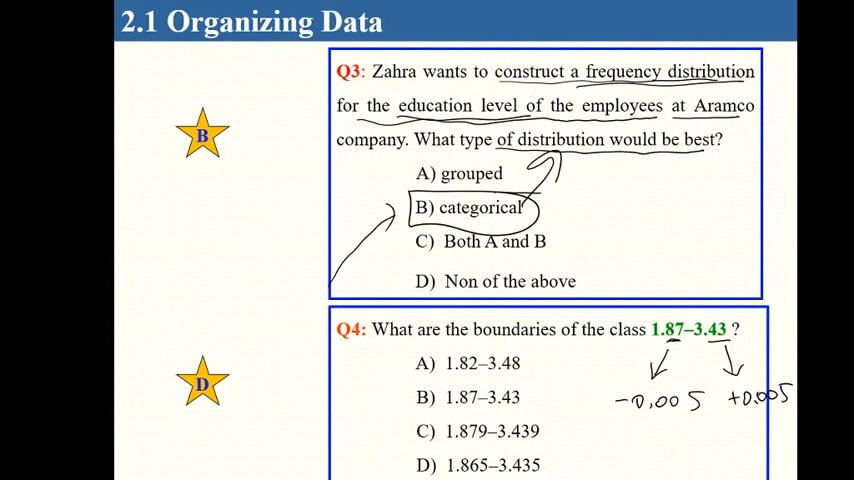 2.1 Organizing Data
Q3: Zahra wants to construct a frequency distribution
for the education level of the employees at Aramco
B
company. What type of distribution would be best?
A) grouped
B) categorical
C) Both A and B
D) Non of the above
Q4: What are the boundaries of the class 1.87–3.43 ?
A) 1.82–3.48
D
B) 1.87–3.43
-0.005 +0.005
C) 1.879–3.439
D) 1.865–3.435